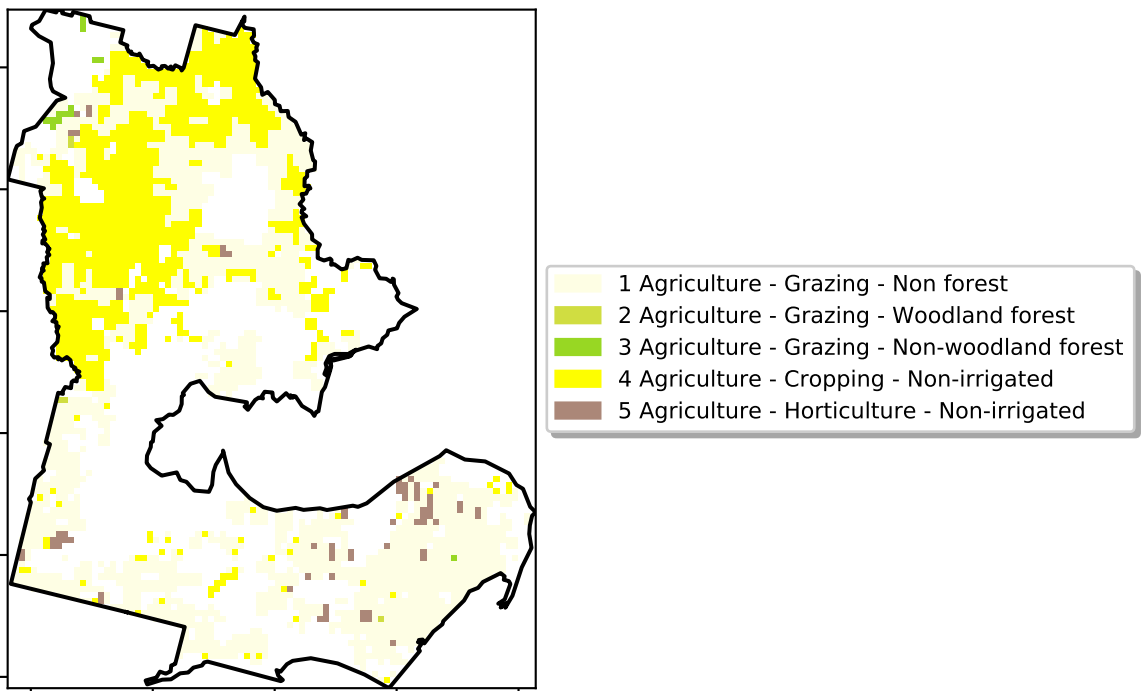 1 Agriculture - Grazing - Non forest
2 Agriculture - Grazing - Woodland forest
3 Agriculture - Grazing - Non-woodland forest
4 Agriculture - Cropping - Non-irrigated
5 Agriculture - Horticulture - Non-irrigated